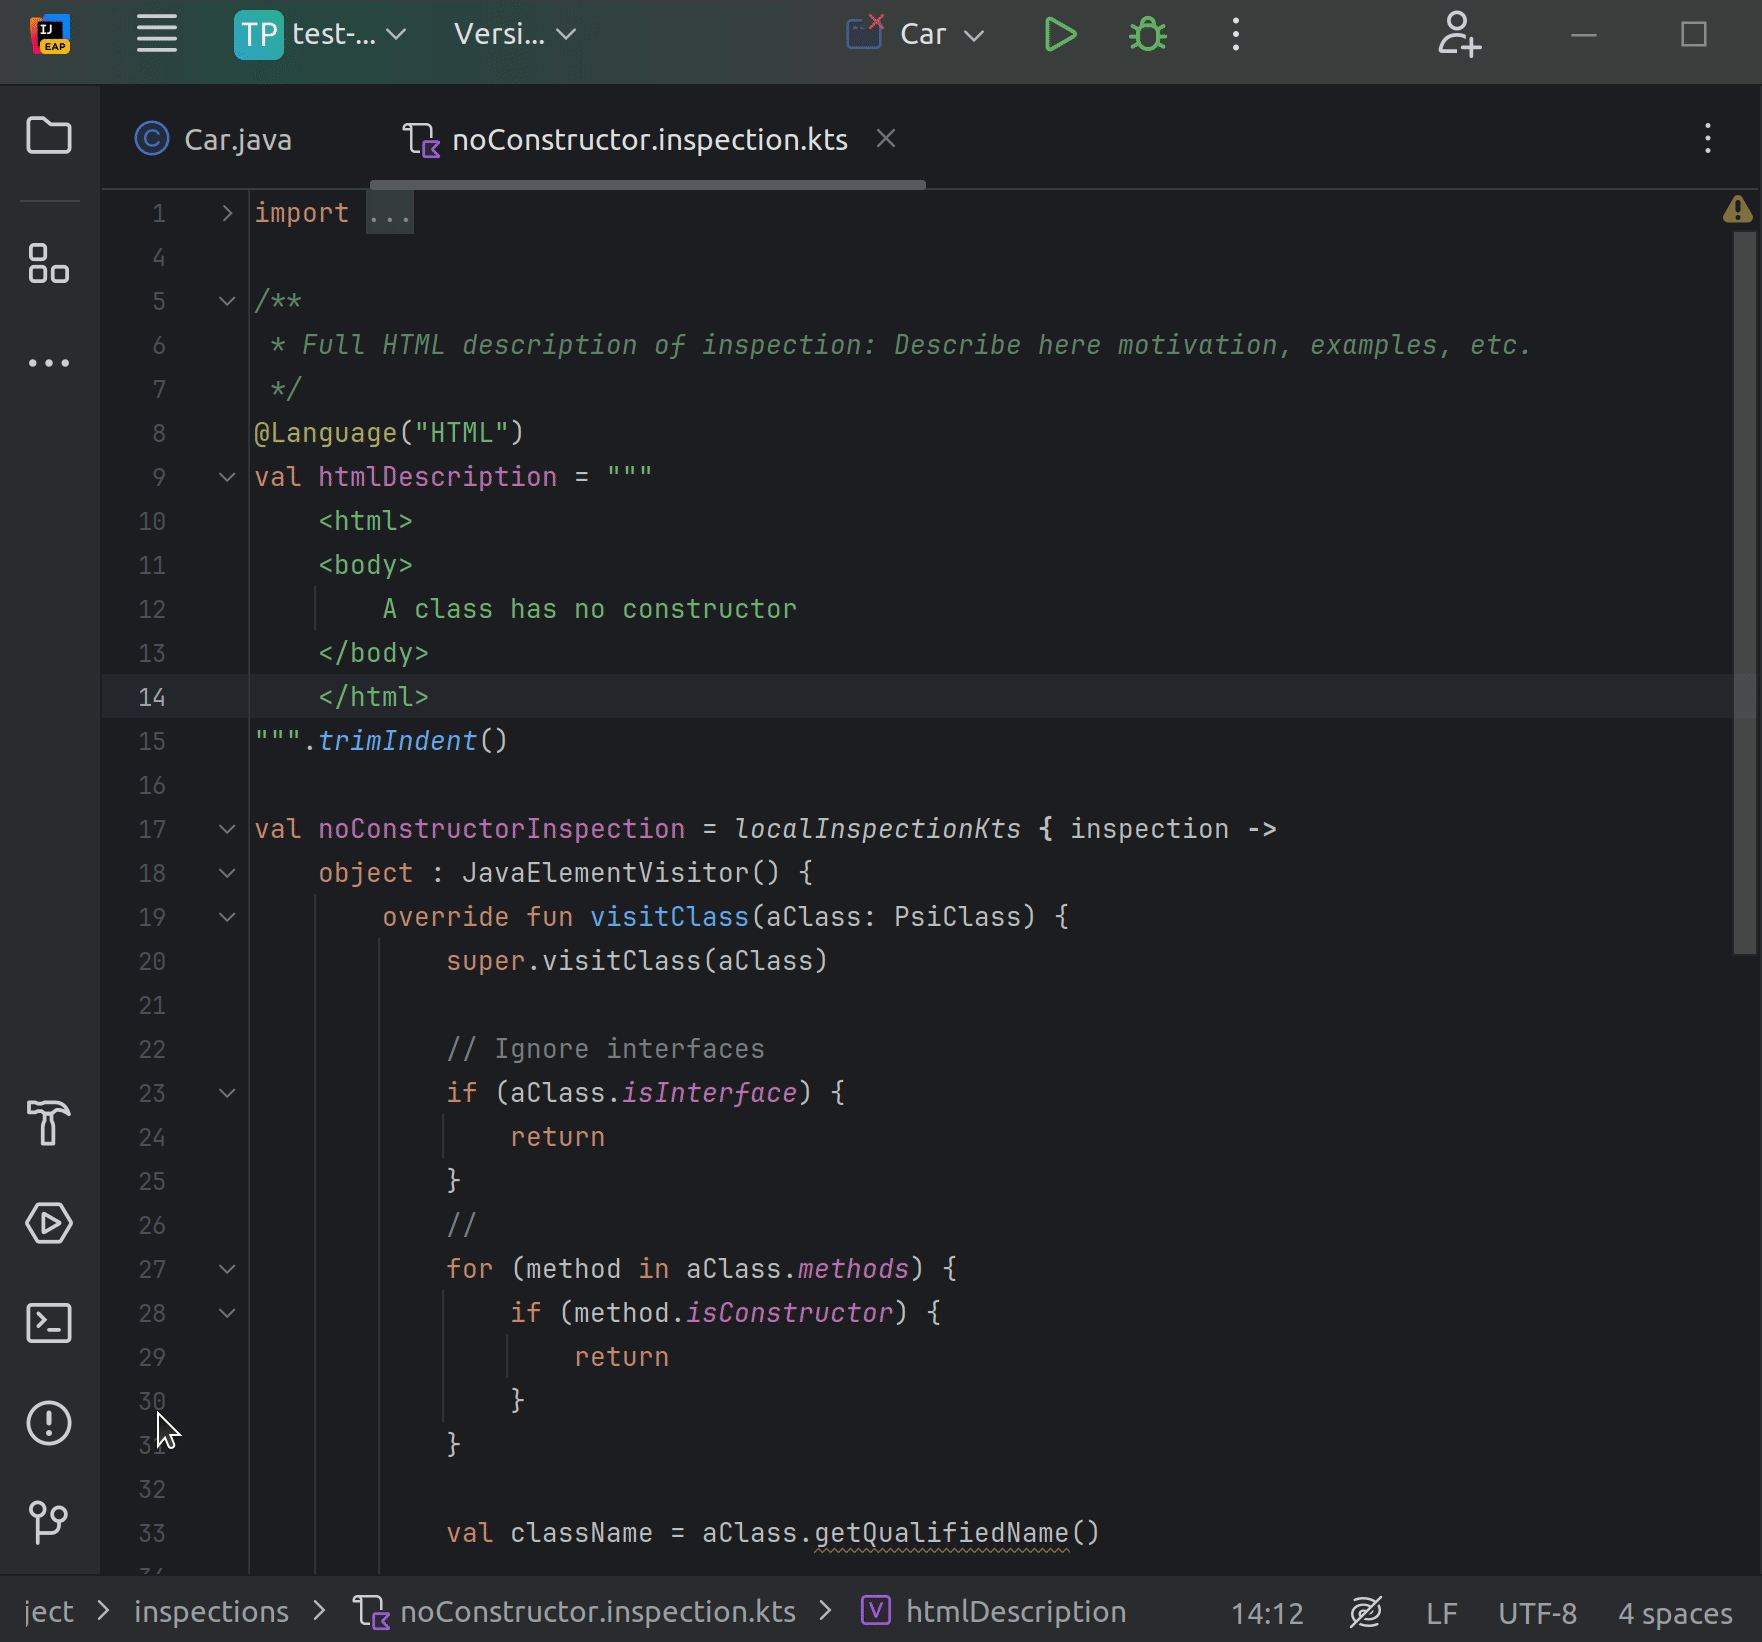 IJ
EAP
TP test-... Versi... Car
Car.java noConstructor.inspection.kts
1 import ...
4
5 /**
6  * Full HTML description of inspection: Describe here motivation, examples, etc.
7  */
8 @Language("HTML")
9 val htmlDescription = """
10     <html>
11     <body>
12         A class has no constructor
13     </body>
14     </html>
15 """.trimIndent()
16
17 val noConstructorInspection = localInspectionKts { inspection ->
18     object : JavaElementVisitor() {
19         override fun visitClass(aClass: PsiClass) {
20             super.visitClass(aClass)
21
22             // Ignore interfaces
23             if (aClass.isInterface) {
24                 return
25             }
26             //
27             for (method in aClass.methods) {
28                 if (method.isConstructor) {
29                     return
30                 }
31             }
32
33             val className = aClass.getQualifiedName()
ject > inspections > noConstructor.inspection.kts > V htmlDescription 14:12 LF UTF-8 4 spaces